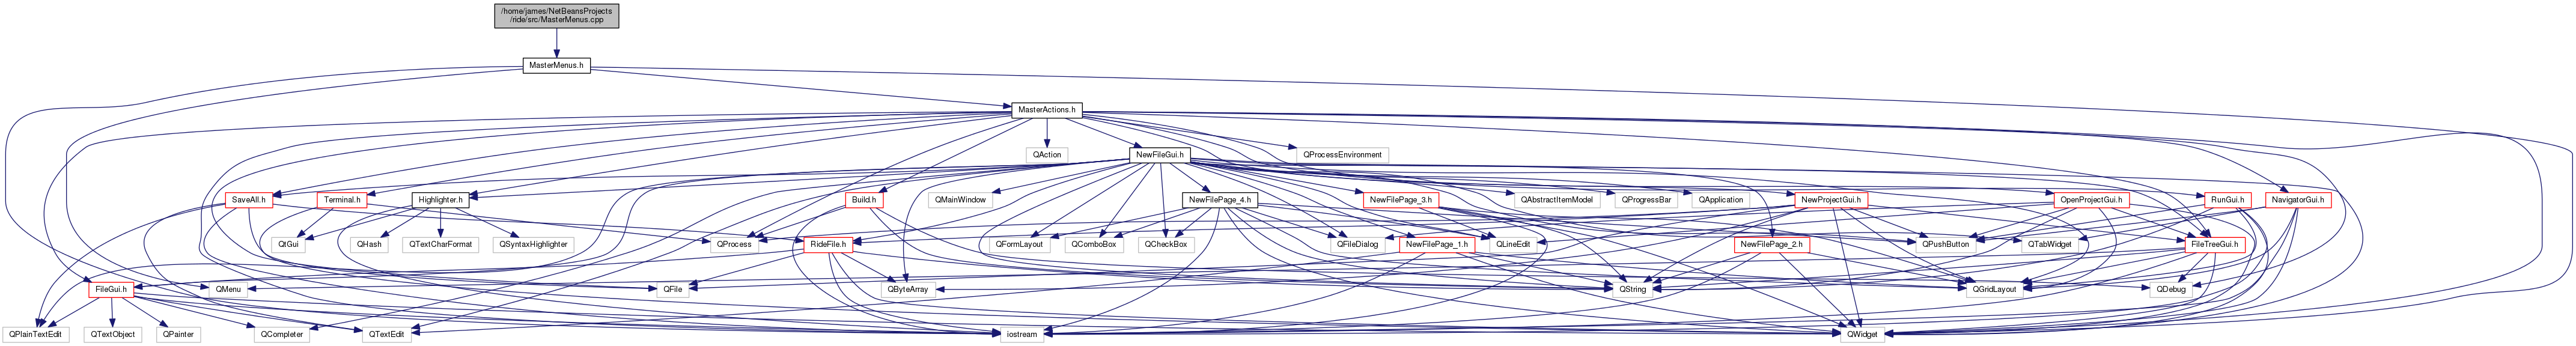 /home/james/NetBeansProjects
/ride/src/MasterMenus.cpp
MasterMenus.h
MasterActions.h
QAction
NewFileGui.h
QProcessEnvironment
SaveAll.h
Terminal.h
Highlighter.h
QMainWindow
Build.h
NewFilePage_4.h
NewFilePage_3.h
QAbstractItemModel
QProgressBar
QApplication
NewProjectGui.h
OpenProjectGui.h
RunGui.h
NavigatorGui.h
QtGui
QHash
QTextCharFormat
QSyntaxHighlighter
QProcess
RideFile.h
QFormLayout
QComboBox
QCheckBox
QFileDialog
NewFilePage_1.h
QLineEdit
NewFilePage_2.h
QPushButton
QTabWidget
FileTreeGui.h
FileGui.h
QMenu
QFile
QByteArray
QString
QGridLayout
QDebug
QPlainTextEdit
QTextObject
QPainter
QCompleter
QTextEdit
iostream
QWidget